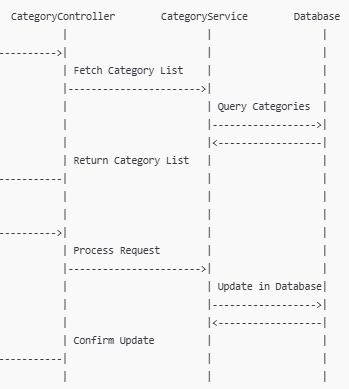 CategoryController CategoryService Database
Fetch Category List
Query Categories
Return Category List
Process Request
Update in Database
Confirm Update